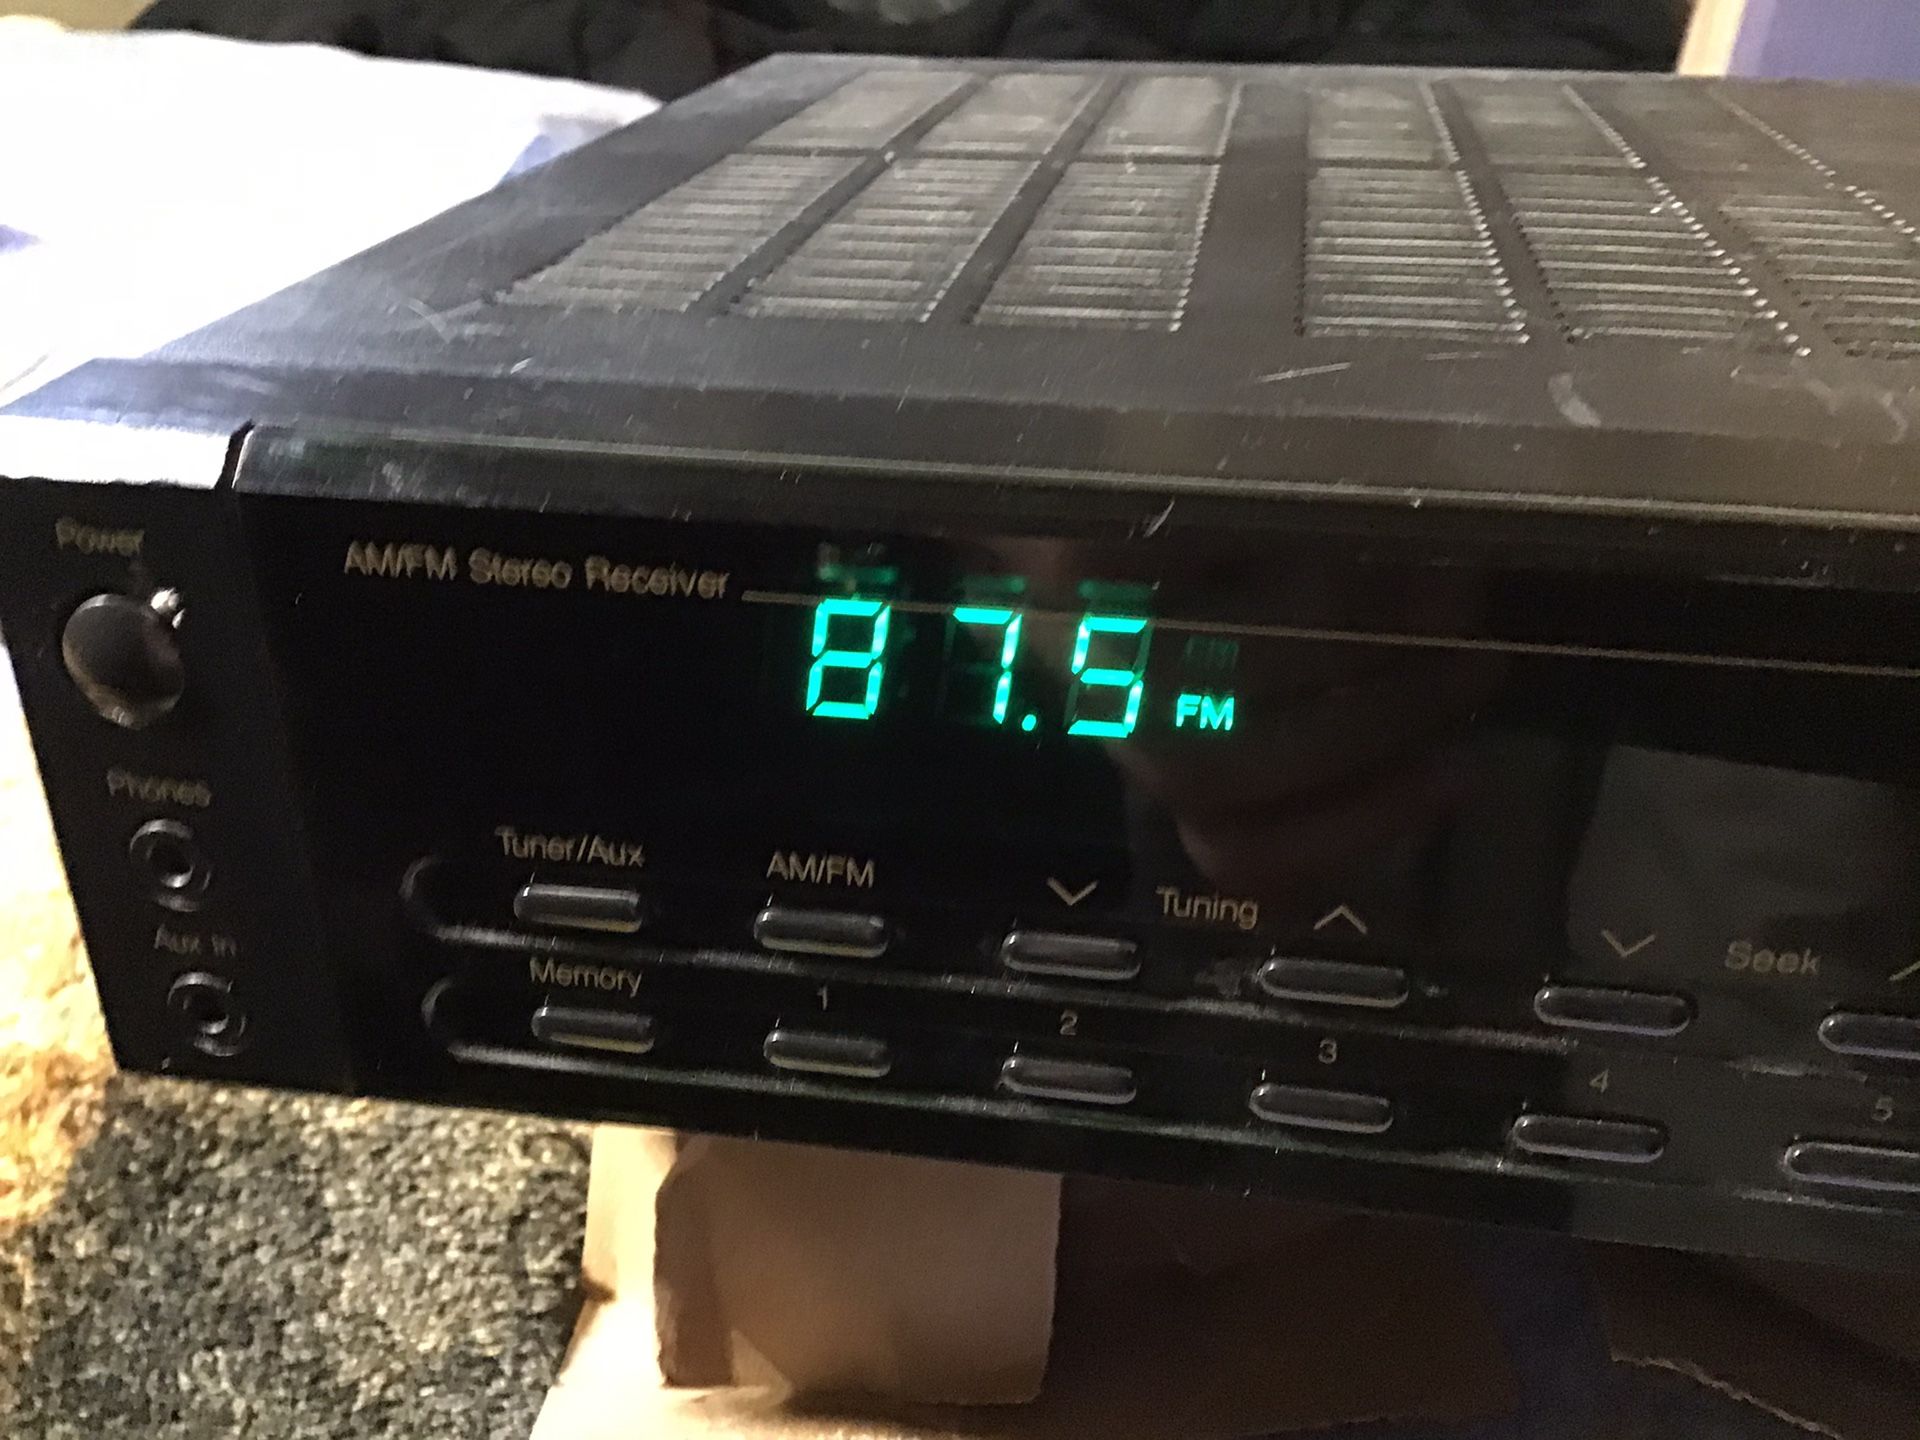 Power
AM/FM Stereo Receiver
87.5 FM
Phones
Tuner/Aux
AM/FM
Tuning
Seek
Aux In
Memory
1
2
3
4
5